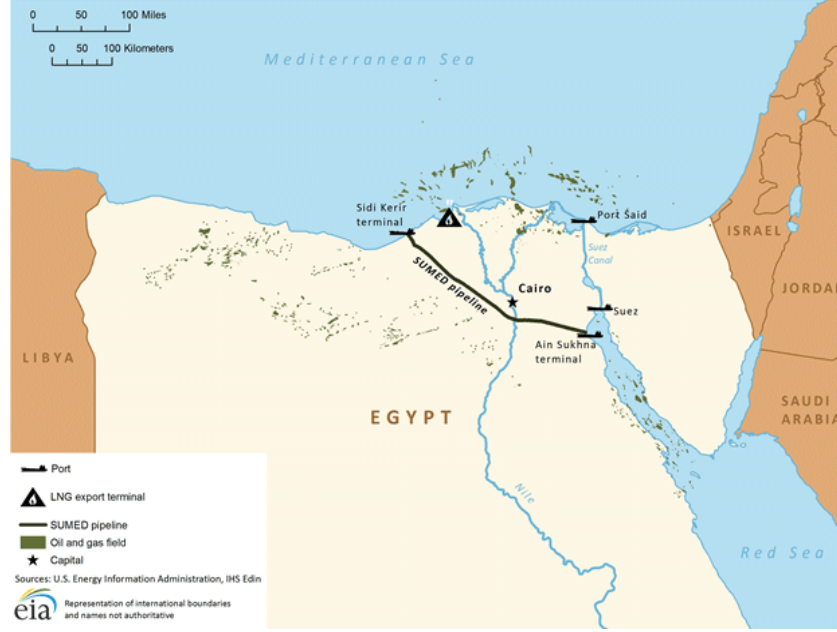 0 50 100 Miles
0 50 100 Kilometers
Mediterranean Sea
Sidi Kerir
terminal
Port Said
ISRAEL
Suez
Canal
SUMED pipeline
Cairo
JORDA
Suez
Ain Sukhna
terminal
LIBYA
EGYPT
SAUDI
ARABIA
Nile
Red Sea
Port
LNG export terminal
SUMED pipeline
Oil and gas field
Capital
Sources: U.S. Energy Information Administration, IHS Edin
eia
Representation of international boundaries
and names not authoritative